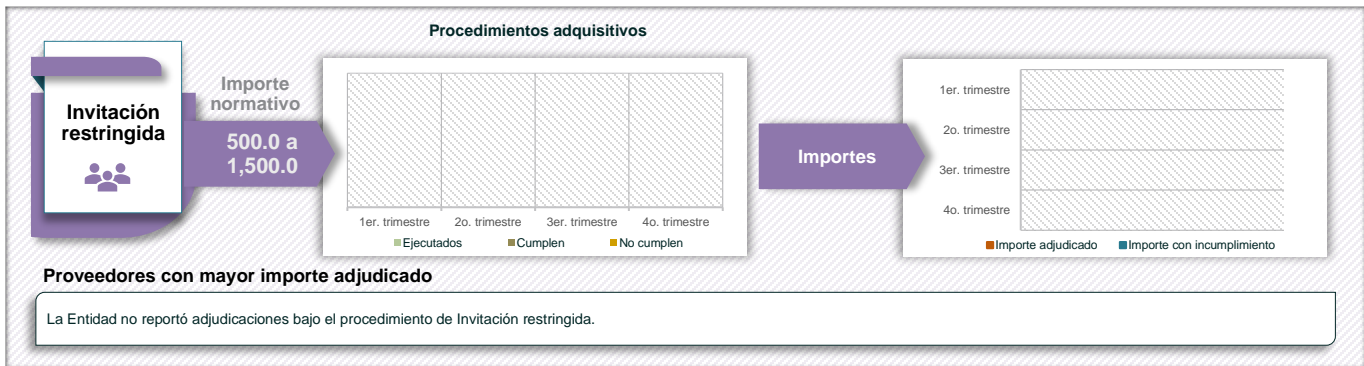 Procedimientos adquisitivos
Invitación
restringida
Importe
normativo
500.0 a
1,500.0
1er. trimestre
2o. trimestre
3er. trimestre
4o. trimestre
Ejecutados
Cumplen
No cumplen
Importes
1er. trimestre
2o. trimestre
3er. trimestre
4o. trimestre
Importe adjudicado
Importe con incumplimiento
Proveedores con mayor importe adjudicado
La Entidad no reportó adjudicaciones bajo el procedimiento de Invitación restringida.